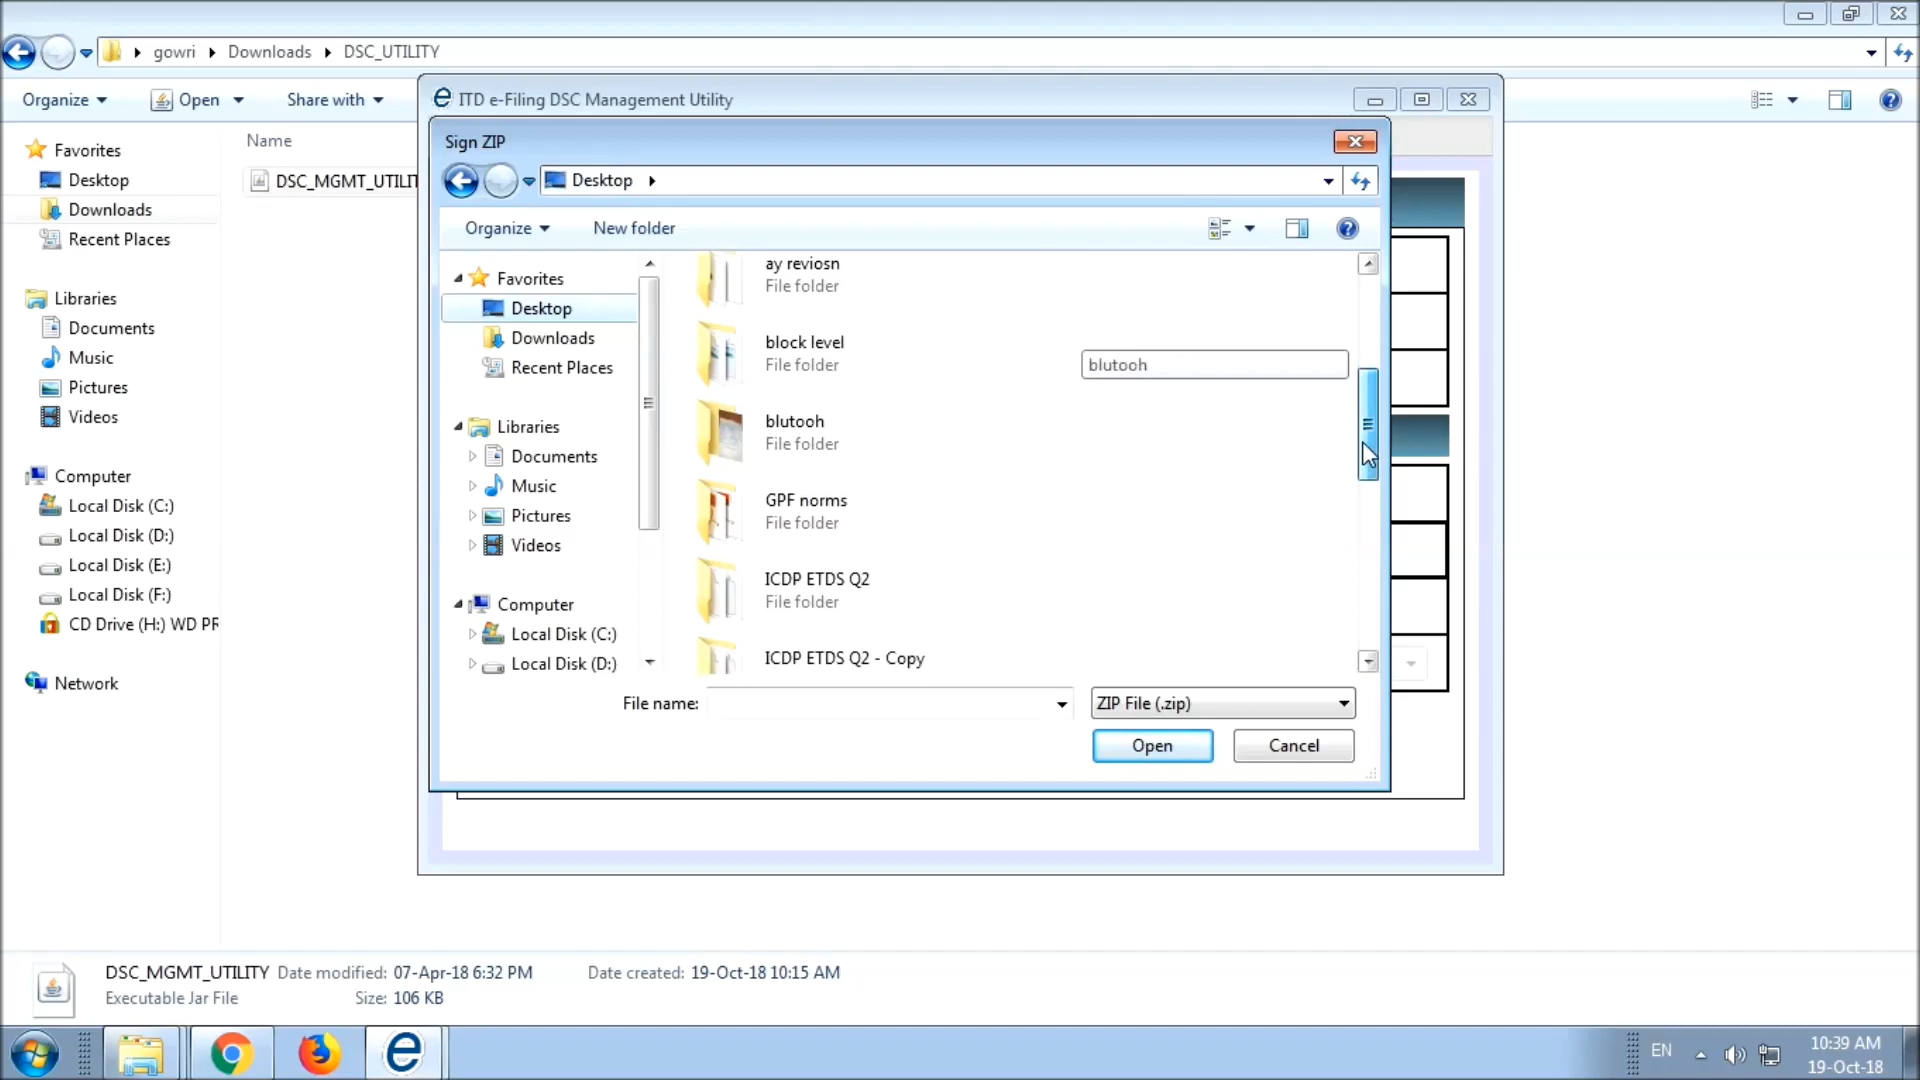 gowri
Downloads
DSC_UTILITY
Organize
Open
Share with
Favorites
Desktop
Downloads
Recent Places
Libraries
Documents
Music
Pictures
Videos
Computer
Local Disk (C:)
Local Disk (D:)
Local Disk (E:)
Local Disk (F:)
CD Drive (H:) WD PR
Network
Name
DSC_MGMT_UTILIT
ITD e-Filing DSC Management Utility
Sign ZIP
Desktop
Organize
New folder
Favorites
Desktop
Downloads
Recent Places
Libraries
Documents
Music
Pictures
Videos
Computer
Local Disk (C:)
Local Disk (D:)
ay reviosn
File folder
block level
File folder
blutooh
File folder
GPF norms
File folder
ICDP ETDS Q2
File folder
ICDP ETDS Q2 - Copy
blutooh
File name:
ZIP File (.zip)
Open
Cancel
DSC_MGMT_UTILITY Date modified: 07-Apr-18 6:32 PM Date created: 19-Oct-18 10:15 AM
Executable Jar File Size: 106 KB
EN
10:39 AM
19-Oct-18